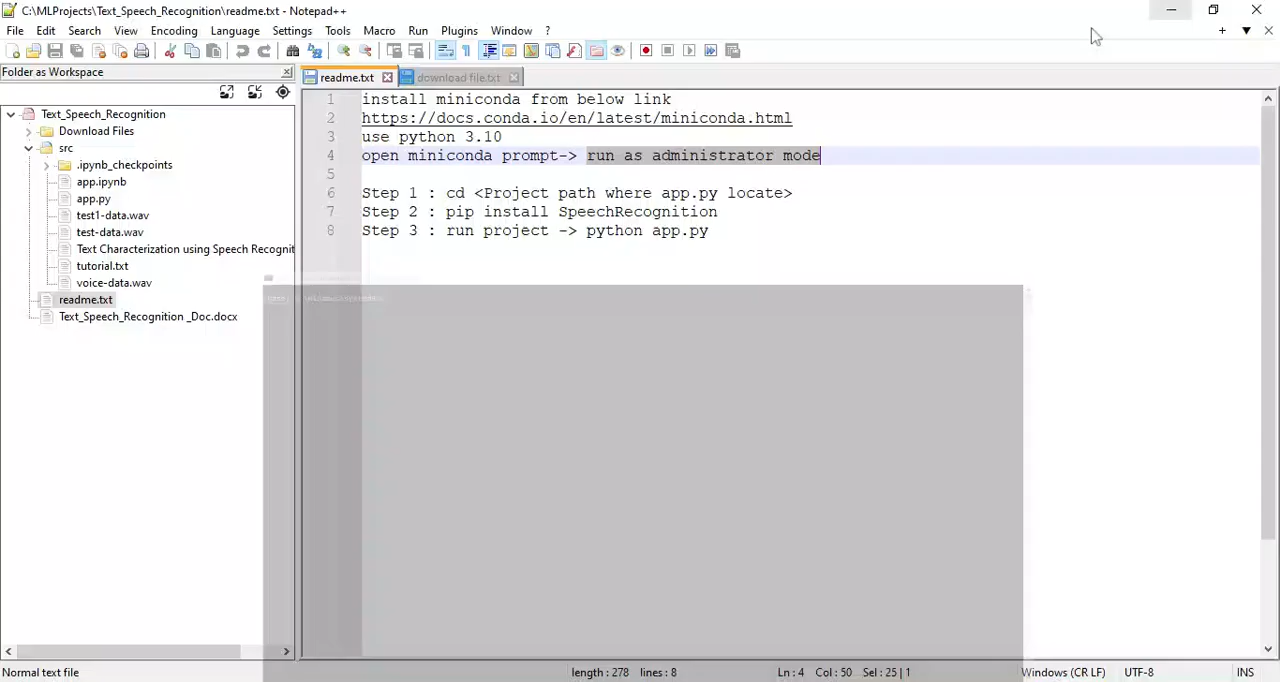 C:\MLProjects\Text_Speech_Recognition\readme.txt - Notepad++
File Edit Search View Encoding Language Settings Tools Macro Run Plugins Window ?
Folder as Workspace
readme.txt
download file.txt
Text_Speech_Recognition
Download Files
src
.ipynb_checkpoints
app.ipynb
app.py
test1-data.wav
test-data.wav
Text Characterization using Speech Recognit
tutorial.txt
voice-data.wav
readme.txt
Text_Speech_Recognition _Doc.docx
1 install miniconda from below link
2 https://docs.conda.io/en/latest/miniconda.html
3 use python 3.10
4 open miniconda prompt-> run as administrator mode
5
6 Step 1 : cd <Project path where app.py locate>
7 Step 2 : pip install SpeechRecognition
8 Step 3 : run project -> python app.py
Normal text file
length : 278 lines : 8
Ln : 4 Col : 50 Sel : 25 | 1
Windows (CR LF)
UTF-8
INS